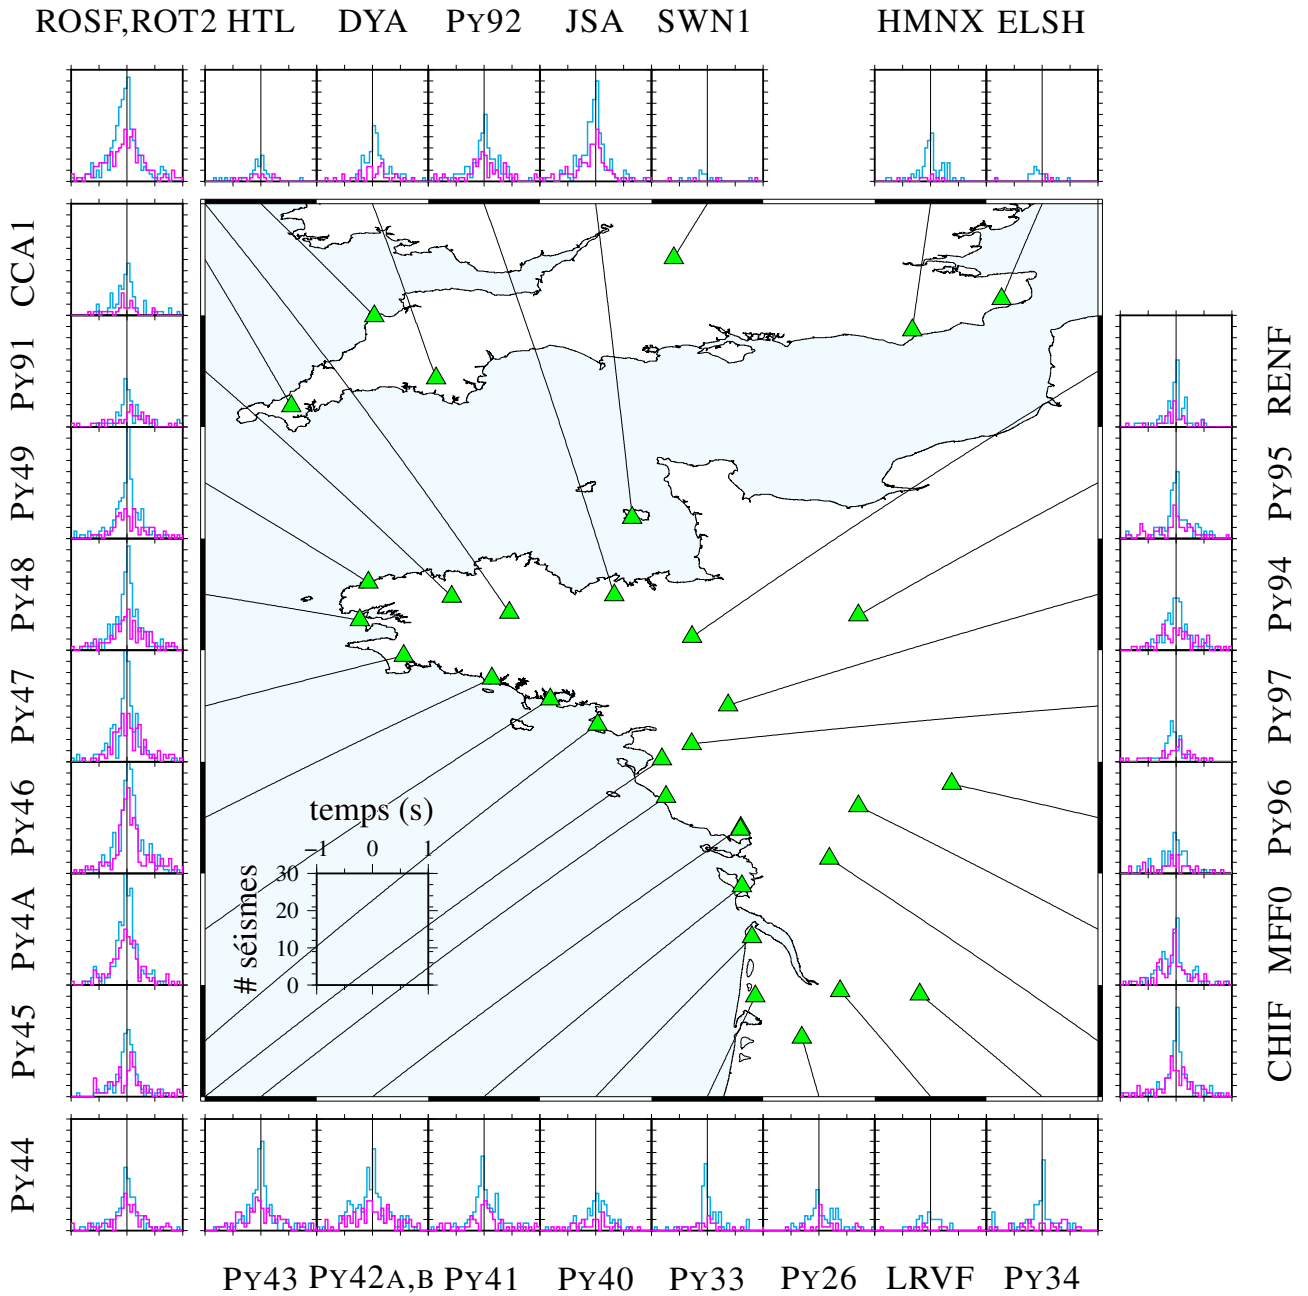 ROSF,ROT2 HTL DYA PY92 JSA SWN1 HMNX ELSH
CCA1
PY91
PY49
PY48
PY47
PY46
PY4A
PY45
PY44
RENF
PY95
PY94
PY97
PY96
MFF0
CHIF
temps (s)
−1 0 1
# séismes
30
20
10
0
PY43 PY42A,B PY41 PY40 PY33 PY26 LRVF PY34